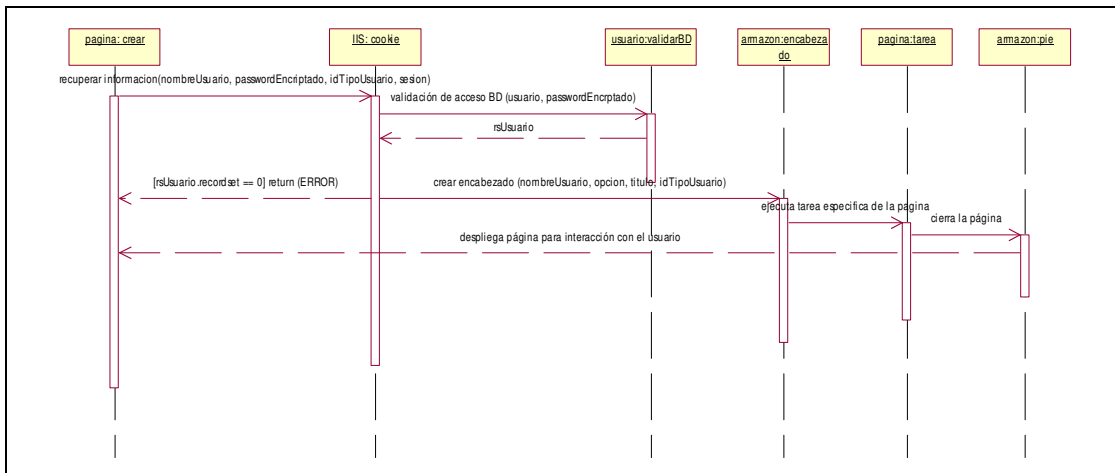 pagina: crear
IIS: cookie
usuario:validarBD
armazon:encabeza
do
pagina:tarea
armazon:pie
recuperar informacion(nombreUsuario, passwordEncriptado, idTipoUsuario, sesion)
validación de acceso BD (usuario, passwordEncrptado)
rsUsuario
[rsUsuario.recordset == 0] return (ERROR)
crear encabezado (nombreUsuario, opcion, titulo, idTipoUsuario)
ejecuta tarea especifica de la pagina
cierra la página
despliega página para interacción con el usuario